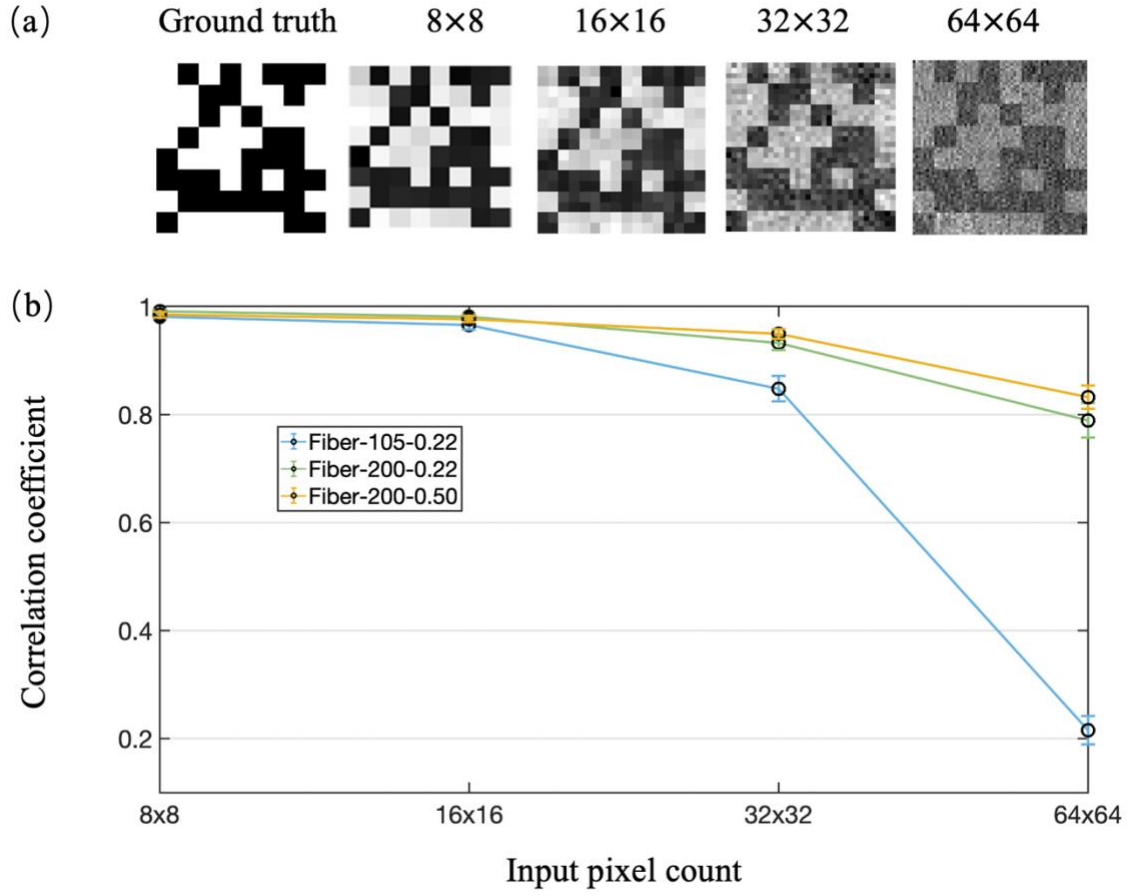 (a)
Ground truth 8×8 16×16 32×32 64×64
(b)
1
0.8
0.6
0.4
0.2
Correlation coefficient
Fiber-105-0.22
Fiber-200-0.22
Fiber-200-0.50
8x8 16x16 32x32 64x64
Input pixel count